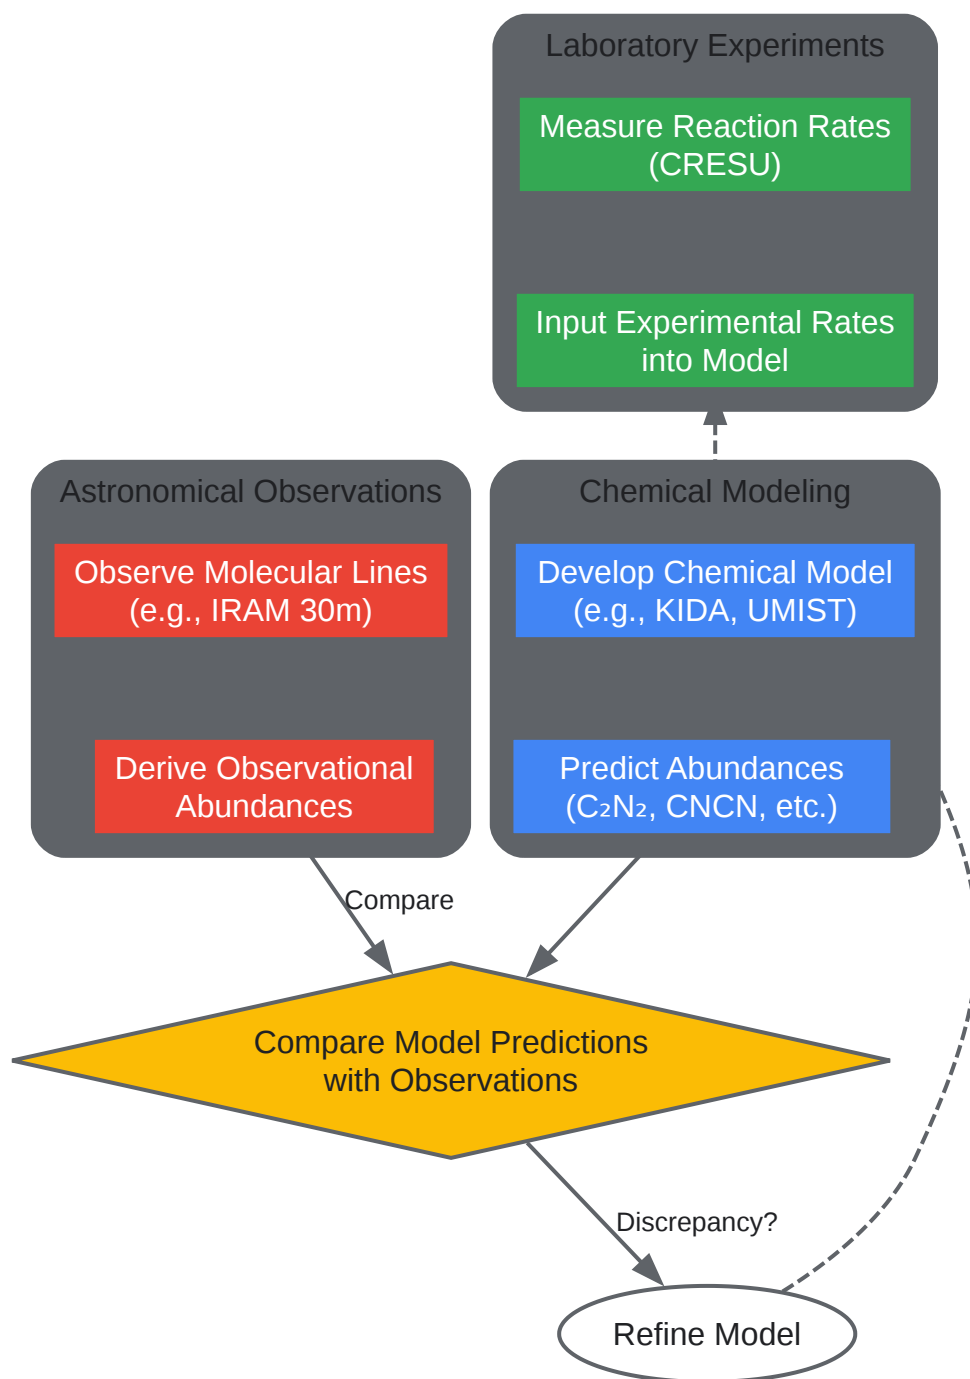 Laboratory Experiments
Measure Reaction Rates
(CRESU)
Input Experimental Rates
into Model
Astronomical Observations
Observe Molecular Lines
(e.g., IRAM 30m)
Derive Observational
Abundances
Chemical Modeling
Develop Chemical Model
(e.g., KIDA, UMIST)
Predict Abundances
(C₂N₂, CNCN, etc.)
Compare
Compare Model Predictions
with Observations
Discrepancy?
Refine Model